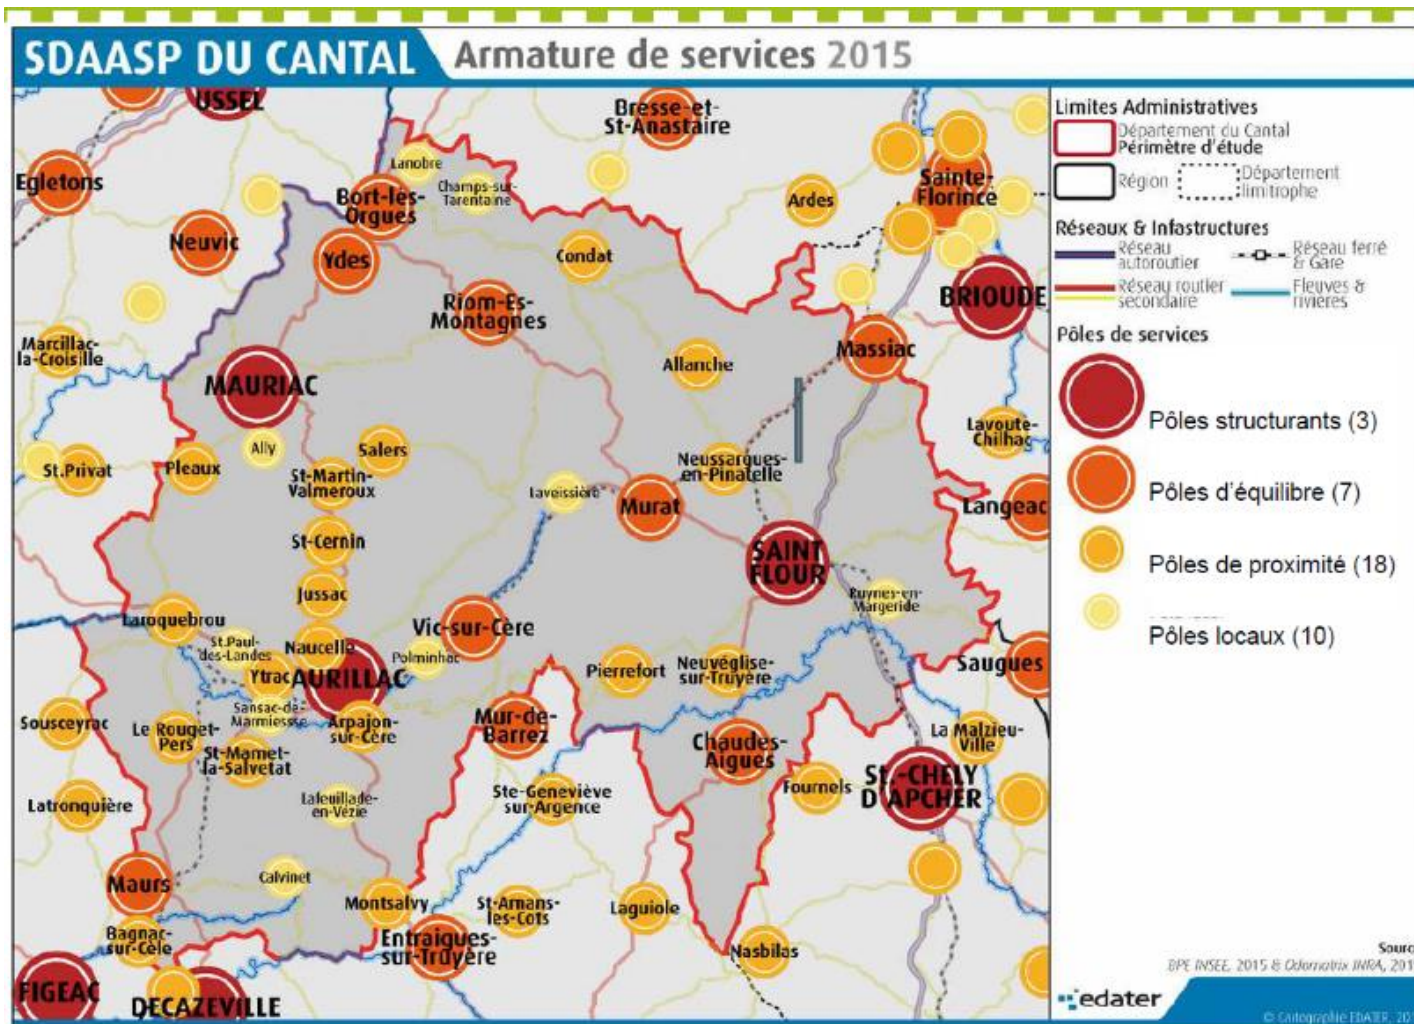 SDAASP DU CANTAL
Armature de services 2015
USSEL
Bresse-et-
St-Anastaire
Lanobre
Egletons
Champs-sur-
Tarentaine
Bort-les-
Orgues
Sainte-
Florince
Ardes
Neuvic
Ydes
Condat
BRIOUDE
Riom-Es-
Montagnes
Marcillac-
la-Croisille
Massiac
Allanche
MAURIAC
Lavoute-
Chilhac
Ally
Salers
St.Privat
Pleaux
St-Martin-
Valmeroux
Neussargues-
en-Pinatelle
Laveissière
Murat
Langeac
St-Cernin
SAINT
FLOUR
Jussac
Ruynes-en-
Margeride
Laroquebrou
Vic-sur-Cère
St.Paul-
des-Landes
Naucelle
Polminhac
Saugues
Ytrac
AURILLAC
Pierrefort
Neuvéglise-
sur-Truyère
Sansac-de-
Marmiessse
Sousceyrac
Le Rouget-
Pers
Arpajon-
sur-Cère
Mur-de-
Barrez
La Malzieu-
Ville
St-Mamet-
la-Salvetat
Chaudes-
Aigues
St.-CHELY
D'APCHER
Fournels
Latronquière
Lafeuillade-
en-Vézie
Ste-Geneviève
sur-Argence
Maurs
Calvinet
Montsalvy
St-Amans-
les-Cots
Laguiole
Bagnac-
sur-Cèle
Entraigues-
sur-Truyère
Nasbilas
FIGEAC
DECAZEVILLE
Limites Administratives
Département du Cantal
Périmètre d'étude
Région
Département
limitrophe
Réseaux & Infastructures
Réseau
autoroutier
Réseau ferré
& Gare
Réseau routier
secondaire
Fleuves &
rivières
Pôles de services
Pôles structurants (3)
Pôles d'équilibre (7)
Pôles de proximité (18)
Pôles locaux (10)
Sourc
BPE INSEE, 2015 & Odomatrix INRA, 201
edater
© Cartographie EDATER, 201